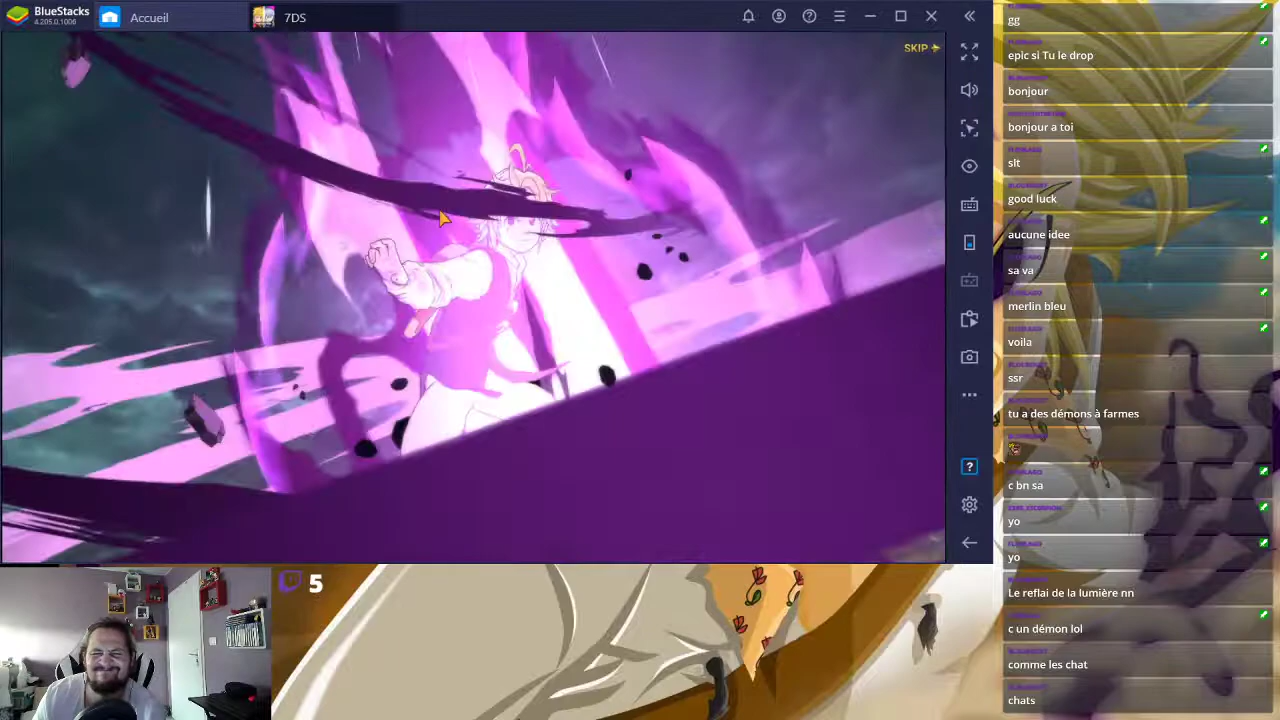 BlueStacks
4.205.0.1006
Accueil
7DS
SKIP
5
gg
epic si Tu le drop
bonjour
bonjour a toi
slt
good luck
aucune idee
sa va
merlin bleu
voila
ssr
tu a des démons à farmes
c bn sa
yo
yo
Le reflai de la lumière nn
c un démon lol
comme les chat
chats